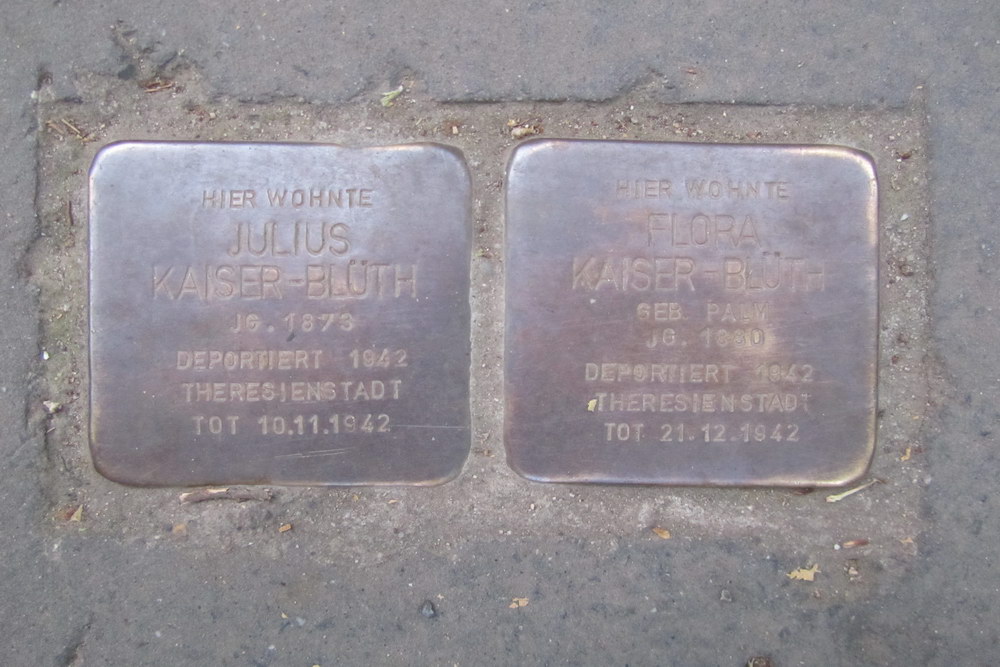 HIER WOHNTE
JULIUS
KAISER-BLÜTH
JG. 1873
DEPORTIERT 1942
THERESIENSTADT
TOT 10.11.1942
HIER WOHNTE
FLORA
KAISER-BLÜTH
GEB. PALM
JG.
DEPORTIERT 1942
THERESIENSTADT
TOT 21.12.1942